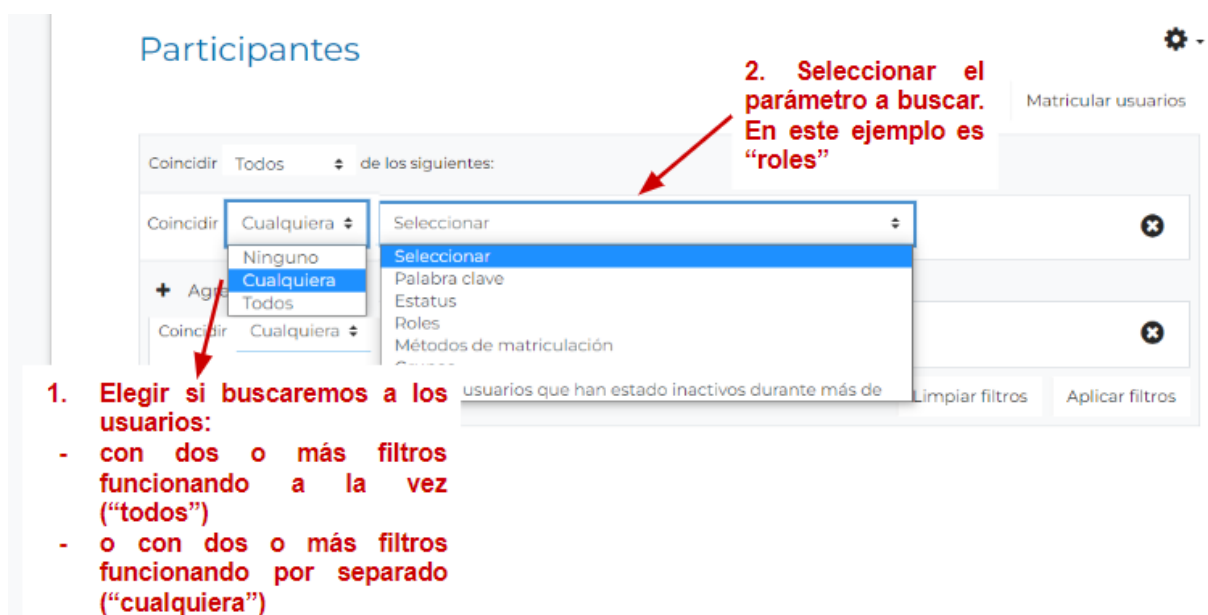 Participantes
2. Seleccionar el
parámetro a buscar.
En este ejemplo es
“roles”
Matricular usuarios
Coincidir Todos de los siguientes:
Coincidir Cualquiera Seleccionar
Ninguno
Cualquiera
Todos
Seleccionar
Palabra clave
Estatus
Roles
Métodos de matriculación
usuarios que han estado inactivos durante más de
Coincidir Cualquiera
Limpiar filtros Aplicar filtros
1. Elegir si buscaremos a los
usuarios:
- con dos o más filtros
funcionando a la vez
(“todos”)
- o con dos o más filtros
funcionando por separado
(“cualquiera”)